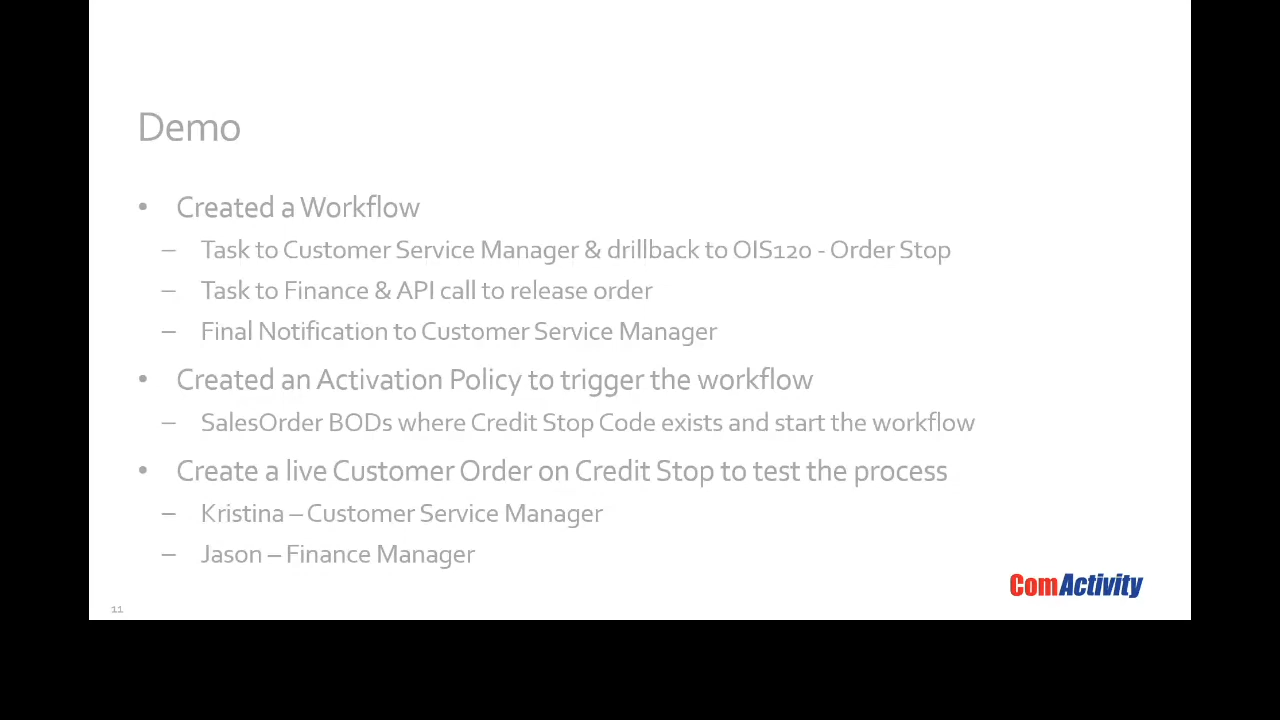 Demo
• Created a Workflow
– Task to Customer Service Manager & drillback to OIS120 - Order Stop
– Task to Finance & API call to release order
– Final Notification to Customer Service Manager
• Created an Activation Policy to trigger the workflow
– SalesOrder BODs where Credit Stop Code exists and start the workflow
• Create a live Customer Order on Credit Stop to test the process
– Kristina – Customer Service Manager
– Jason – Finance Manager
ComActivity
11